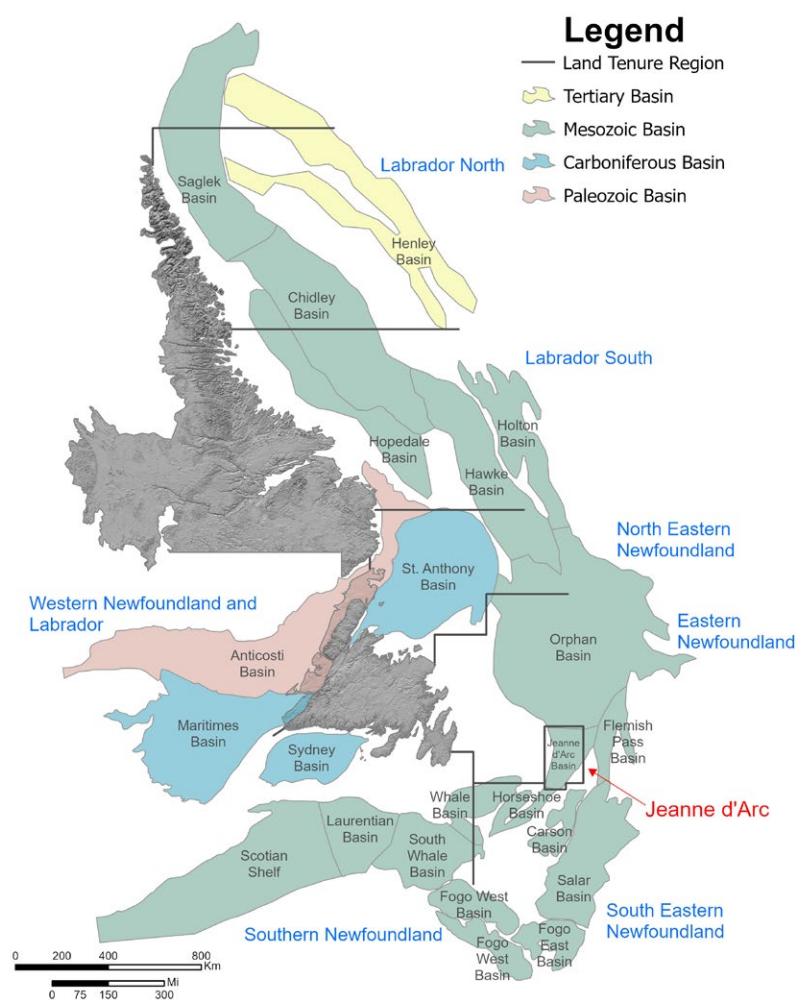 Legend
Land Tenure Region
Tertiary Basin
Mesozoic Basin
Carboniferous Basin
Paleozoic Basin
Labrador North
Saglek
Basin
Henley
Basin
Chidley
Basin
Labrador South
Holton
Basin
Hopedale
Basin
Hawke
Basin
North Eastern
Newfoundland
St. Anthony
Basin
Western Newfoundland and
Labrador
Eastern
Newfoundland
Orphan
Basin
Anticosti
Basin
Maritimes
Basin
Sydney
Basin
Jeanne
d'Arc
Basin
Flemish
Pass
Basin
Jeanne d'Arc
Whale
Basin
Horseshoe
Basin
Laurentian
Basin
Carson
Basin
South
Whale
Basin
Scotian
Shelf
Salar
Basin
Fogo West
Basin
South Eastern
Newfoundland
Southern Newfoundland
Fogo
West
Basin
Fogo
East
Basin
0 200 400 800
Km
Mi
0 75 150 300